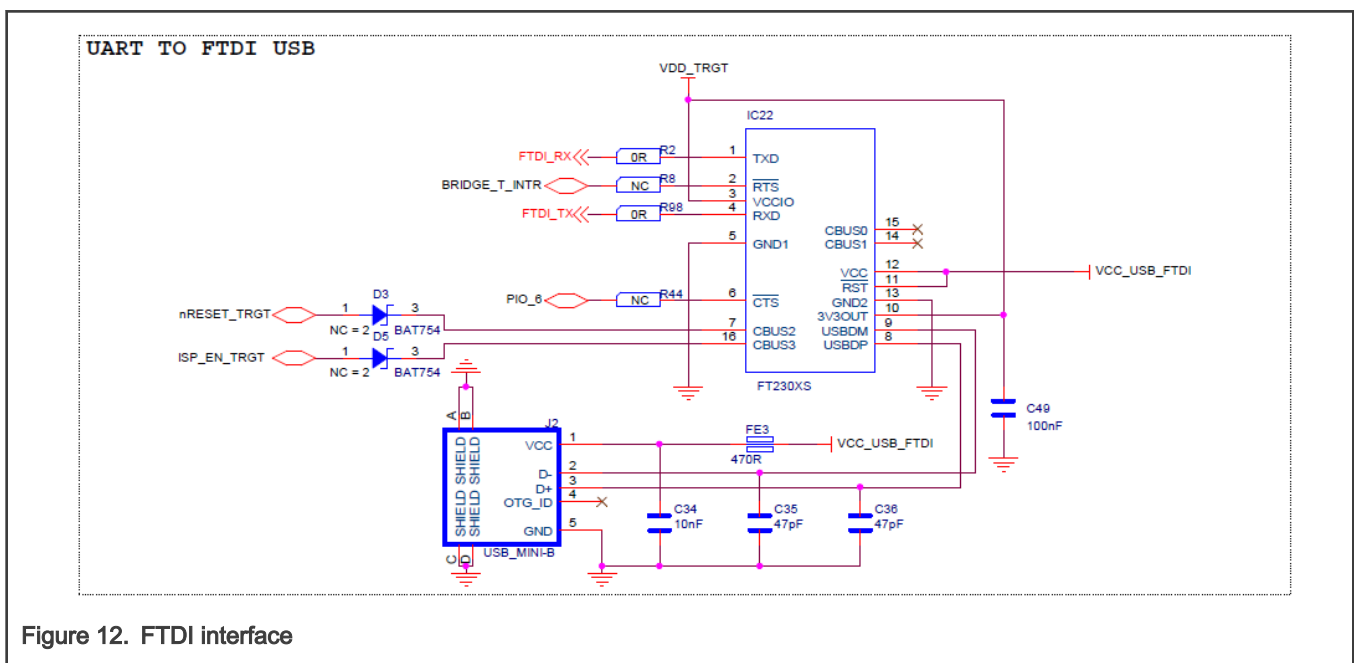 UART TO FTDI USB
VDD_TRGT
IC22
FTDI_RX
0R
R2
1
TXD
BRIDGE_T_INTR
NC
R8
2
RTS
3
VCCIO
FTDI_TX
0R
R98
4
RXD
5
GND1
CBUS0
15
CBUS1
14
VCC
12
VCC_USB_FTDI
RST
11
GND2
13
3V3OUT
10
USBDM
9
USBDP
8
PIO_6
NC
R44
6
CTS
nRESET_TRGT
1
D3
3
NC = 2
BAT754
7
CBUS2
ISP_EN_TRGT
1
D5
3
NC = 2
BAT754
16
CBUS3
FT230XS
C49
100nF
A
B
J2
SHIELD SHIELD
SHIELD SHIELD
VCC
1
FE3
470R
VCC_USB_FTDI
D-
2
D+
3
OTG_ID
4
GND
5
C34
10nF
C35
47pF
C36
47pF
C
D
USB_MINI-B
Figure 12. FTDI interface